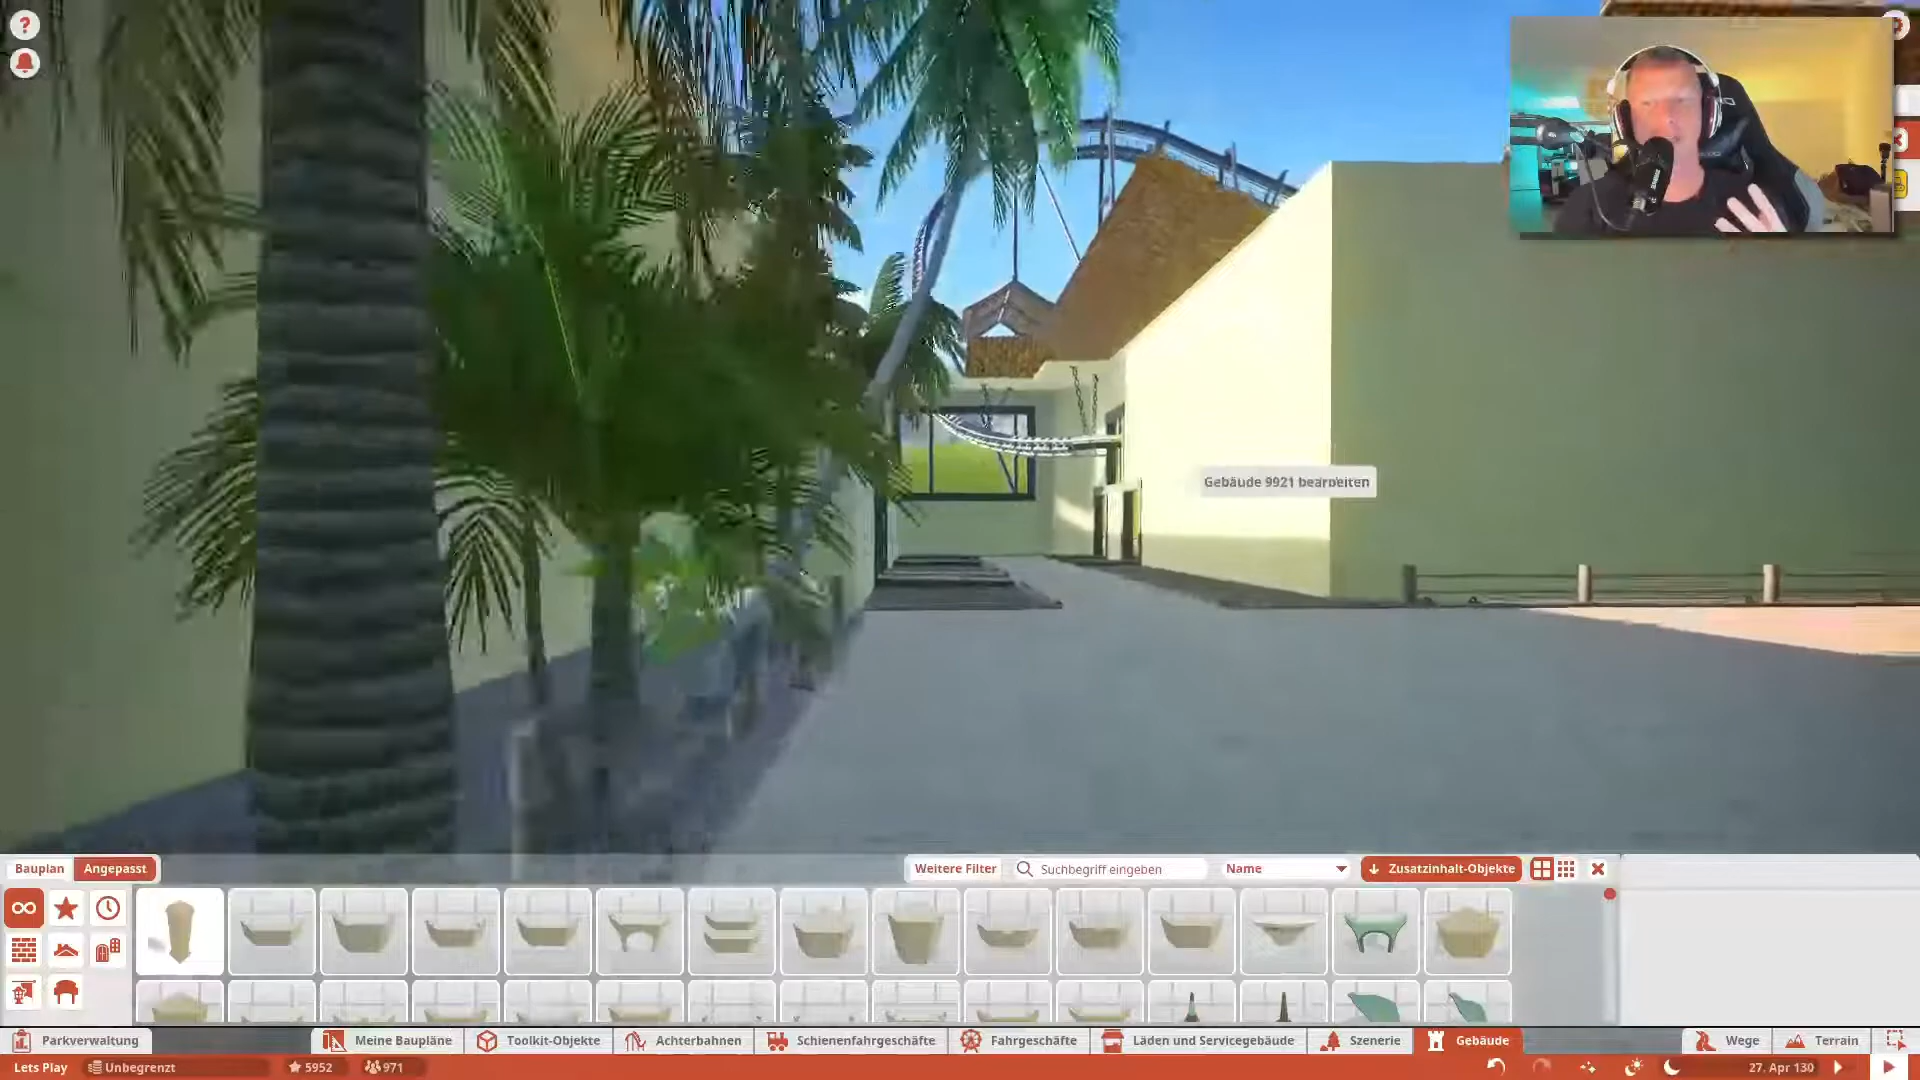 ?
Gebäude 9921 bearbeiten
Bauplan
Angepasst
Weitere Filter
Suchbegriff eingeben
Name
Zusatzinhalt-Objekte
Parkverwaltung
Meine Baupläne
Toolkit-Objekte
Achterbahnen
Schienenfahrgeschäfte
Fahrgeschäfte
Läden und Servicegebäude
Szenerie
Gebäude
Wege
Terrain
Lets Play
Unbegrenzt
5952
971
27. Apr 130